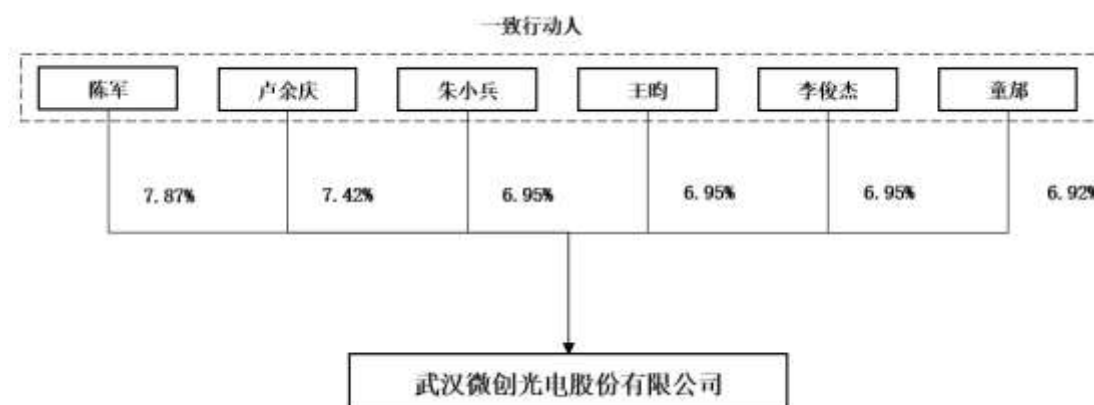 一致行动人
陈军 卢余庆 朱小兵 王昀 李俊杰 童邡
7.87% 7.42% 6.95% 6.95% 6.95% 6.92%
武汉微创光电股份有限公司